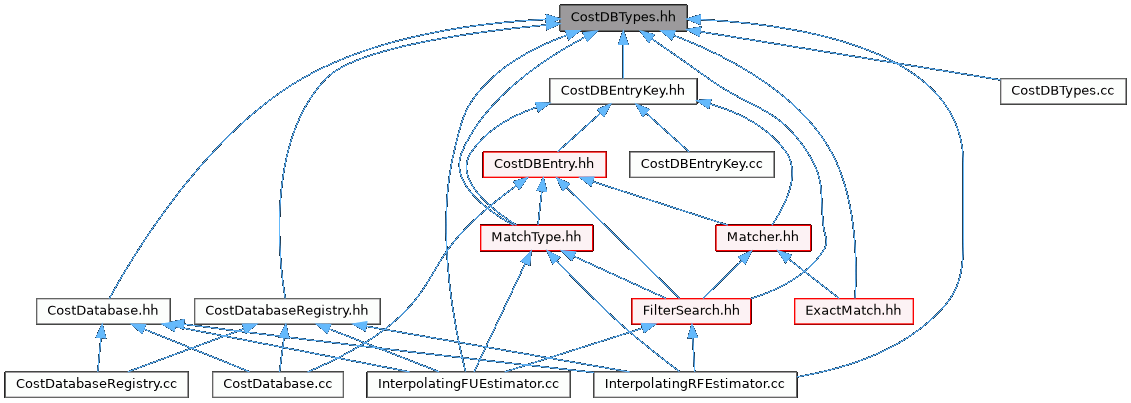 CostDBTypes.hh
CostDBEntryKey.hh
CostDBTypes.cc
CostDBEntry.hh
CostDBEntryKey.cc
MatchType.hh
Matcher.hh
CostDatabase.hh
CostDatabaseRegistry.hh
FilterSearch.hh
ExactMatch.hh
CostDatabaseRegistry.cc
CostDatabase.cc
InterpolatingFUEstimator.cc
InterpolatingRFEstimator.cc